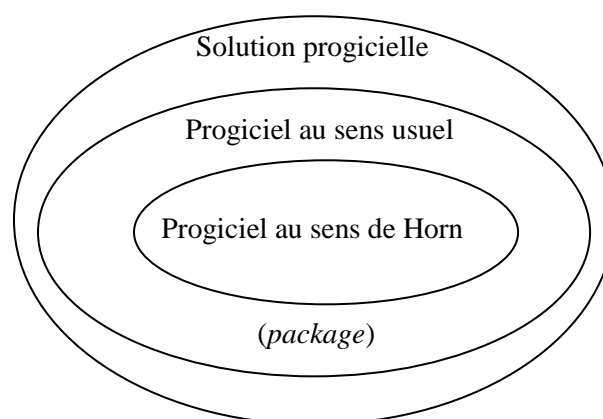 Solution progicielle
Progiciel au sens usuel
Progiciel au sens de Horn
(package)